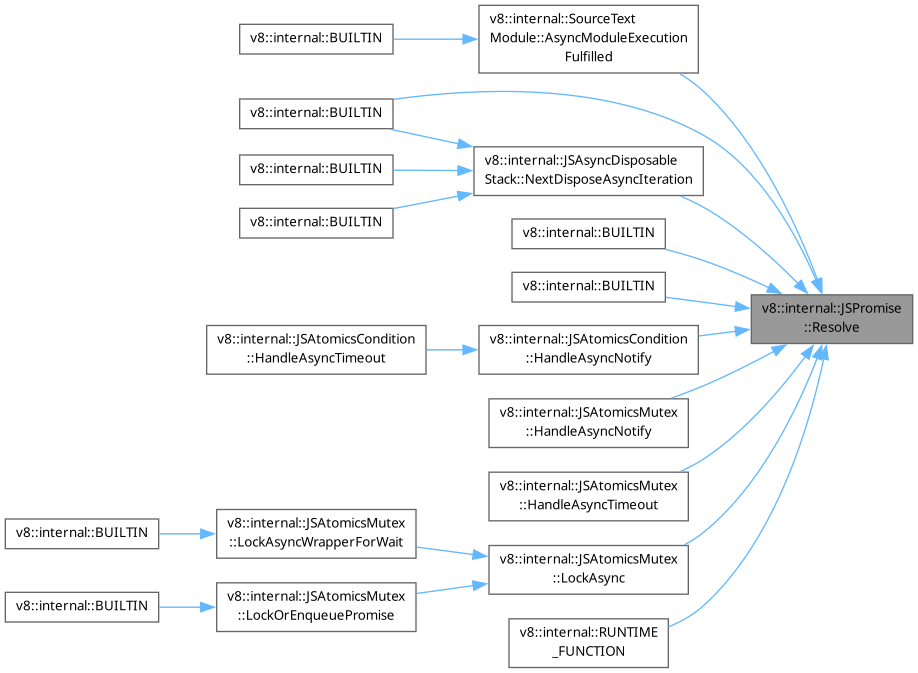 v8::internal::SourceText
Module::AsyncModuleExecution
Fulfilled
v8::internal::BUILTIN
v8::internal::BUILTIN
v8::internal::JSAsyncDisposable
Stack::NextDisposeAsyncIteration
v8::internal::BUILTIN
v8::internal::BUILTIN
v8::internal::BUILTIN
v8::internal::BUILTIN
v8::internal::JSPromise
::Resolve
v8::internal::JSAtomicsCondition
::HandleAsyncTimeout
v8::internal::JSAtomicsCondition
::HandleAsyncNotify
v8::internal::JSAtomicsMutex
::HandleAsyncNotify
v8::internal::JSAtomicsMutex
::HandleAsyncTimeout
v8::internal::BUILTIN
v8::internal::JSAtomicsMutex
::LockAsyncWrapperForWait
v8::internal::JSAtomicsMutex
::LockAsync
v8::internal::BUILTIN
v8::internal::JSAtomicsMutex
::LockOrEnqueuePromise
v8::internal::RUNTIME
_FUNCTION